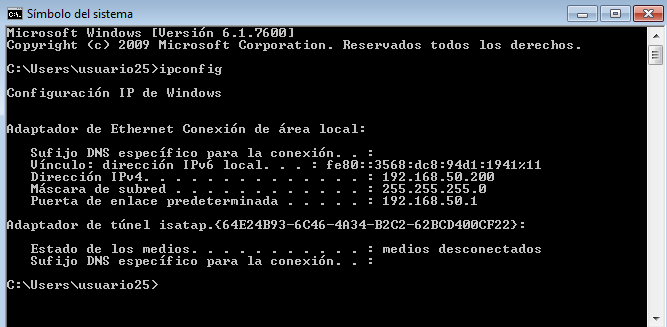 Símbolo del sistema
Microsoft Windows [Versión 6.1.7600]
Copyright (c) 2009 Microsoft Corporation. Reservados todos los derechos.
C:\Users\usuario25>ipconfig
Configuración IP de Windows
Adaptador de Ethernet Conexión de área local:
Sufijo DNS específico para la conexión. . :
Vínculo: dirección IPv6 local. . . : fe80::3568:dc8:94d1:1941%11
Dirección IPv4. . . . . . . . . . . . . . : 192.168.50.200
Máscara de subred . . . . . . . . . . . . : 255.255.255.0
Puerta de enlace predeterminada . . . . . : 192.168.50.1
Adaptador de túnel isatap.{64E24B93-6C46-4A34-B2C2-62BCD400CF22}:
Estado de los medios. . . . . . . . . . . : medios desconectados
Sufijo DNS específico para la conexión. . :
C:\Users\usuario25>